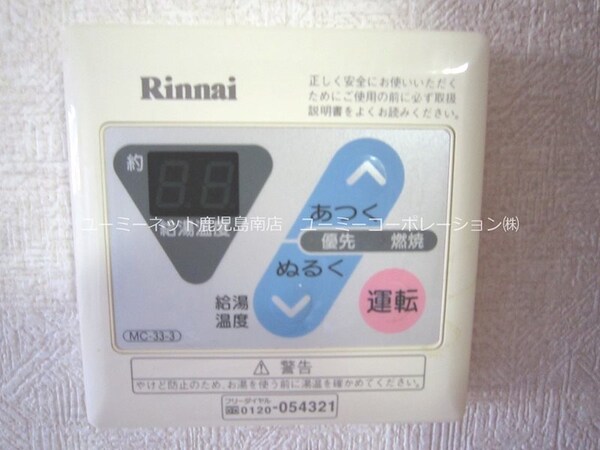 Rinnai
正しく安全にお使いいただく
ためにご使用の前に必ず取扱
説明書をよくお読みください。
約
88
給湯温度
あつく
優先 燃焼
ぬるく
給湯
温度
運転
MC-33-3
⚠ 警告
やけど防止のため、お湯を使う前に湯温を確かめてください。
フリーダイヤル
0120-054321
ユーミーネット鹿児島南店 ユーミーコーポレーション㈱